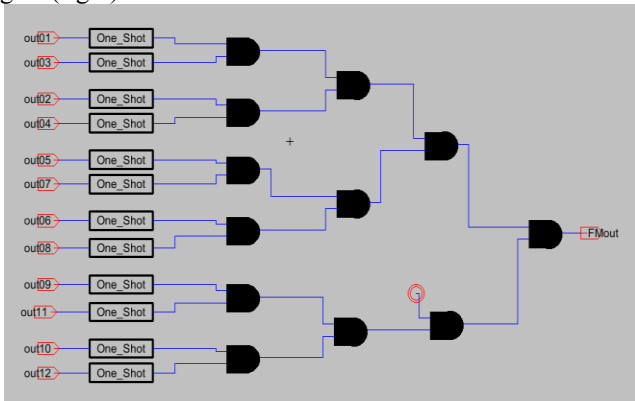 out01 One_Shot
out03 One_Shot
out02 One_Shot
out04 One_Shot
out05 One_Shot
out07 One_Shot
out06 One_Shot
out08 One_Shot
FMout
out09 One_Shot
out11 One_Shot
out10 One_Shot
out12 One_Shot